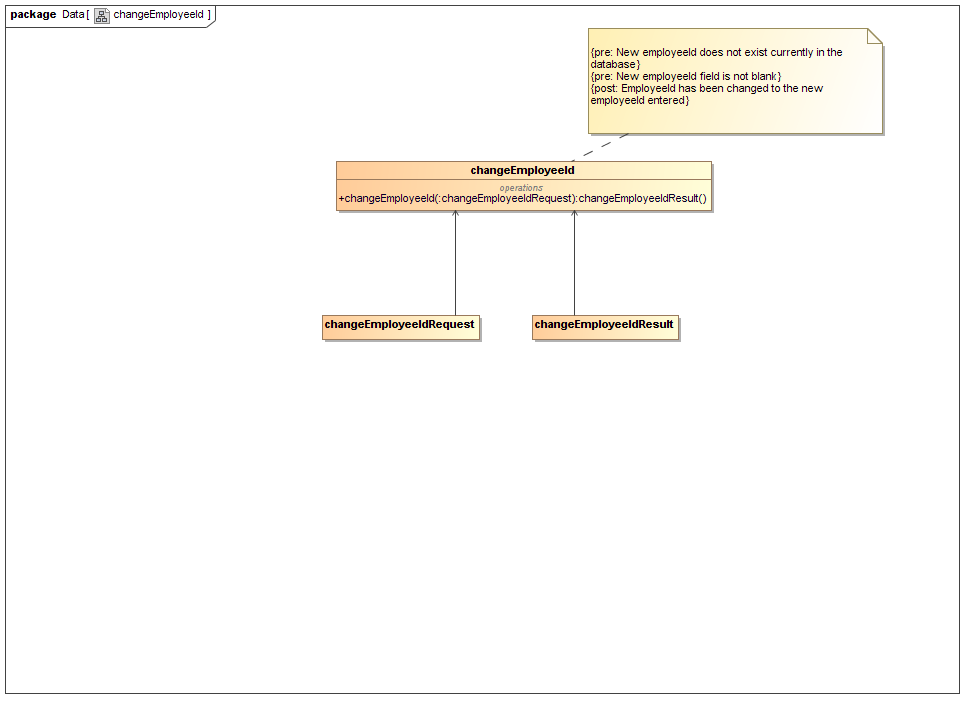 package Data[ changeEmployeeId ]
{pre: New employeeId does not exist currently in the
database}
{pre: New employeeId field is not blank}
{post: EmployeeId has been changed to the new
employeeId entered}
changeEmployeeId
operations
+changeEmployeeId(:changeEmployeeIdRequest):changeEmployeeIdResult()
changeEmployeeIdRequest
changeEmployeeIdResult